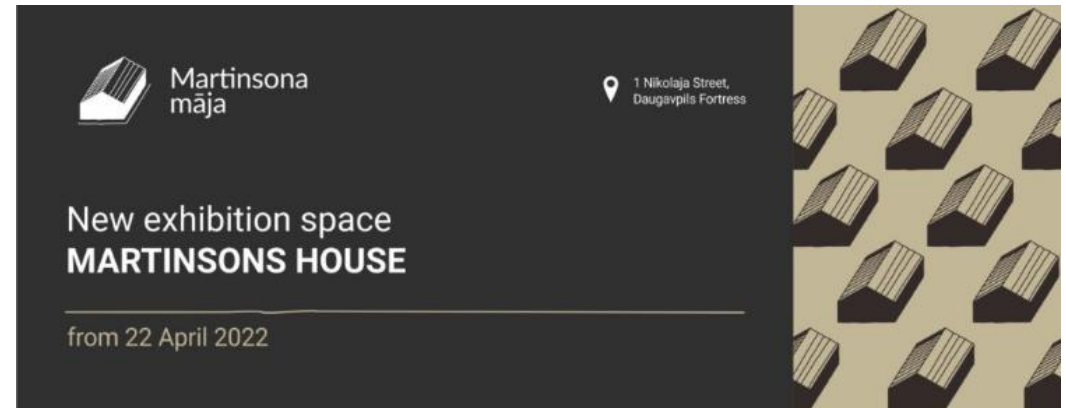 Martinsona
māja
1 Nikolaja Street,
Daugavpils Fortress
New exhibition space
MARTINSONS HOUSE
from 22 April 2022